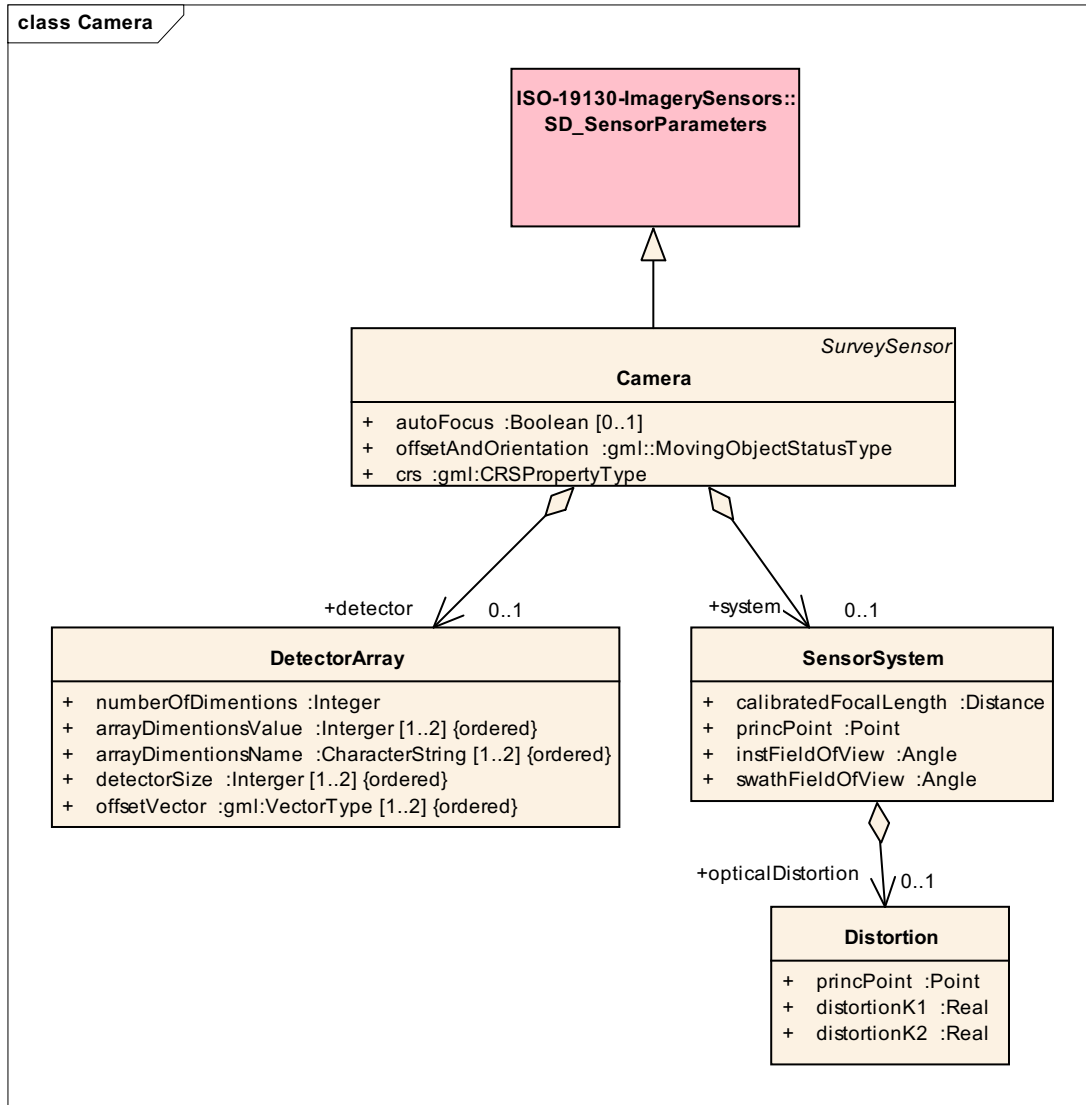 class Camera
ISO-19130-ImagerySensors::
SD_SensorParameters
SurveySensor
Camera
+ autoFocus :Boolean [0..1]
+ offsetAndOrientation :gml::MovingObjectStatusType
+ crs :gml:CRSPropertyType
+detector 0..1
+system 0..1
DetectorArray
+ numberOfDimentions :Integer
+ arrayDimentionsValue :Interger [1..2] {ordered}
+ arrayDimentionsName :CharacterString [1..2] {ordered}
+ detectorSize :Interger [1..2] {ordered}
+ offsetVector :gml:VectorType [1..2] {ordered}
SensorSystem
+ calibratedFocalLength :Distance
+ princPoint :Point
+ instFieldOfView :Angle
+ swathFieldOfView :Angle
+opticalDistortion 0..1
Distortion
+ princPoint :Point
+ distortionK1 :Real
+ distortionK2 :Real